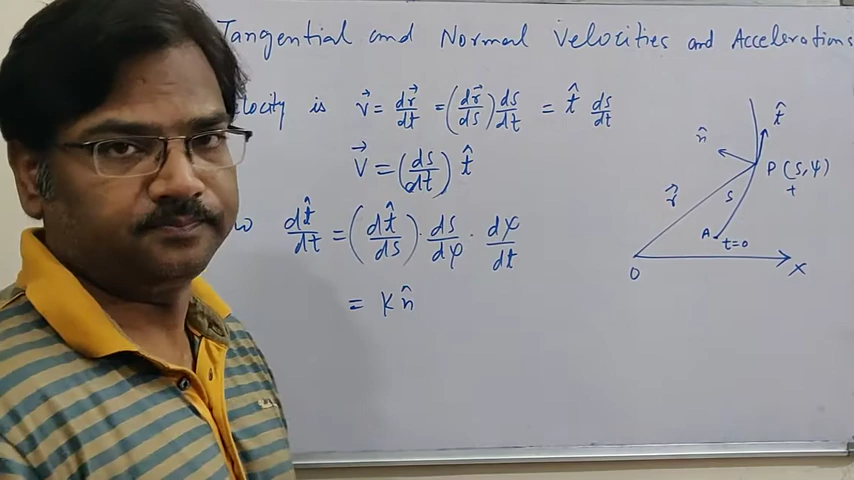 Tangential and Normal Velocities and Accelerations
locity is v⃗ = dr⃗/dt = (dr⃗/ds) ds/dt = t̂ ds/dt
v⃗ = (ds/dt) t̂
dt̂/dt = (dt̂/ds) · ds/dψ · dψ/dt
= K n̂
t̂
n̂
P (s, ψ)
t
r⃗
s
A
t=0
O
X